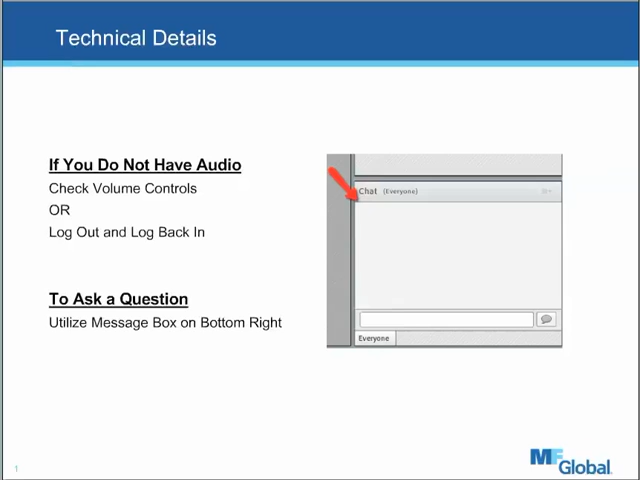 Technical Details
If You Do Not Have Audio
Check Volume Controls
OR
Log Out and Log Back In
To Ask a Question
Utilize Message Box on Bottom Right
Chat (Everyone)
Everyone
1
MF Global